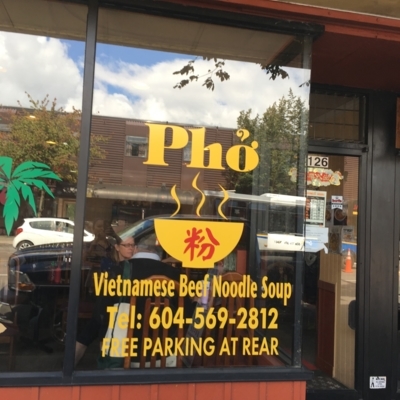 Phở
126
粉
Vietnamese Beef Noodle Soup
Tel: 604-569-2812
FREE PARKING AT REAR